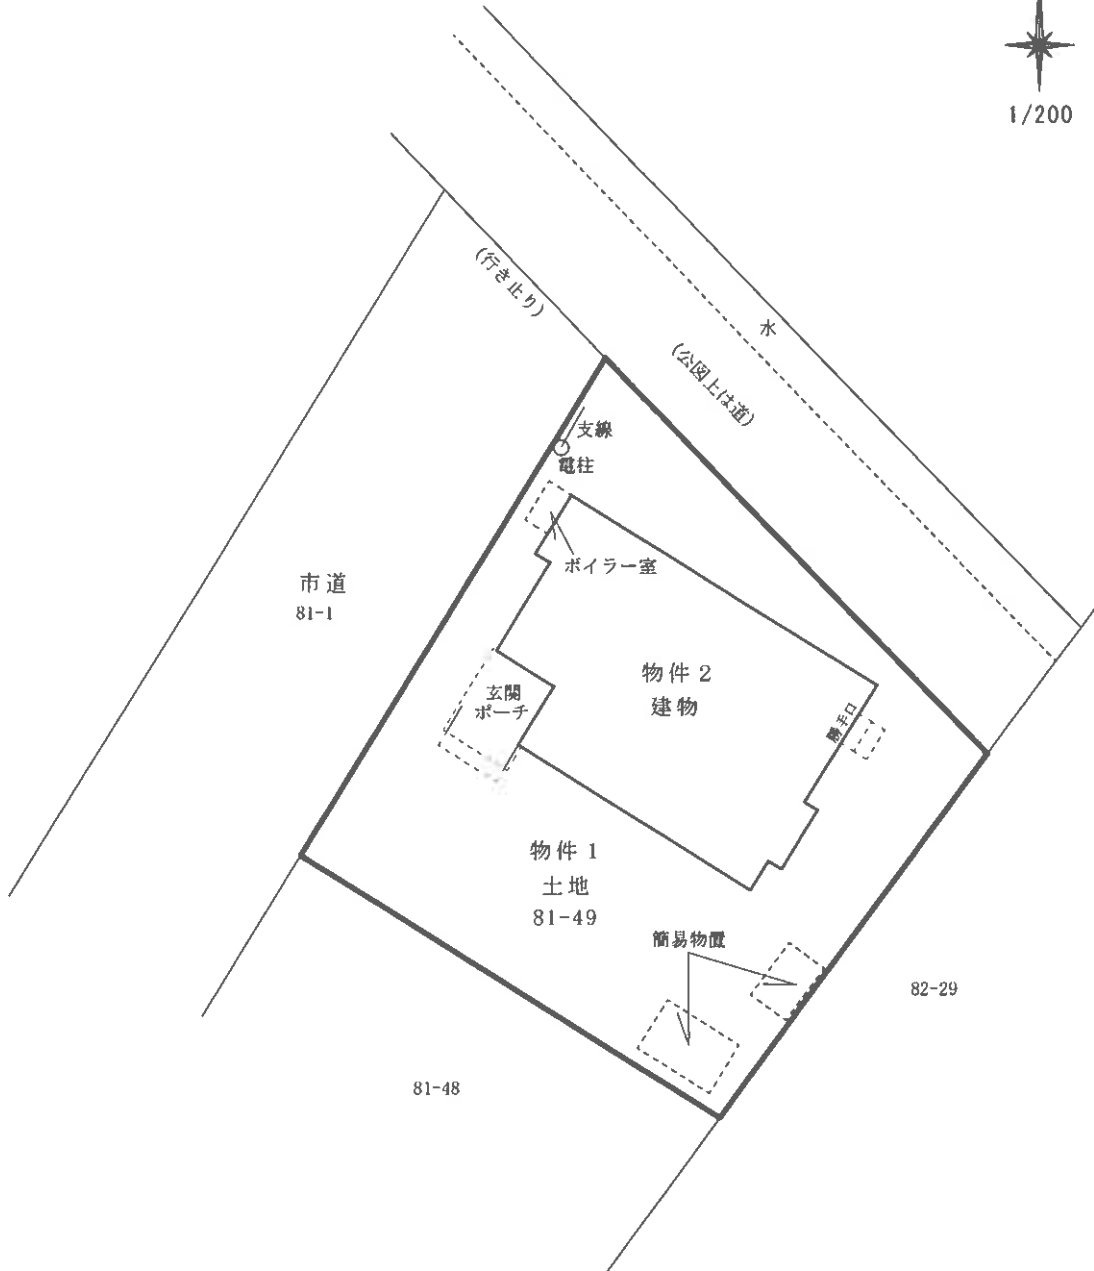 1/200
(行き止り)
水
(公図上は道)
支線
電柱
ボイラー室
市道
81-1
物件 2
建物
玄関
ポーチ
勝手口
物件 1
土地
81-49
簡易物置
82-29
81-48